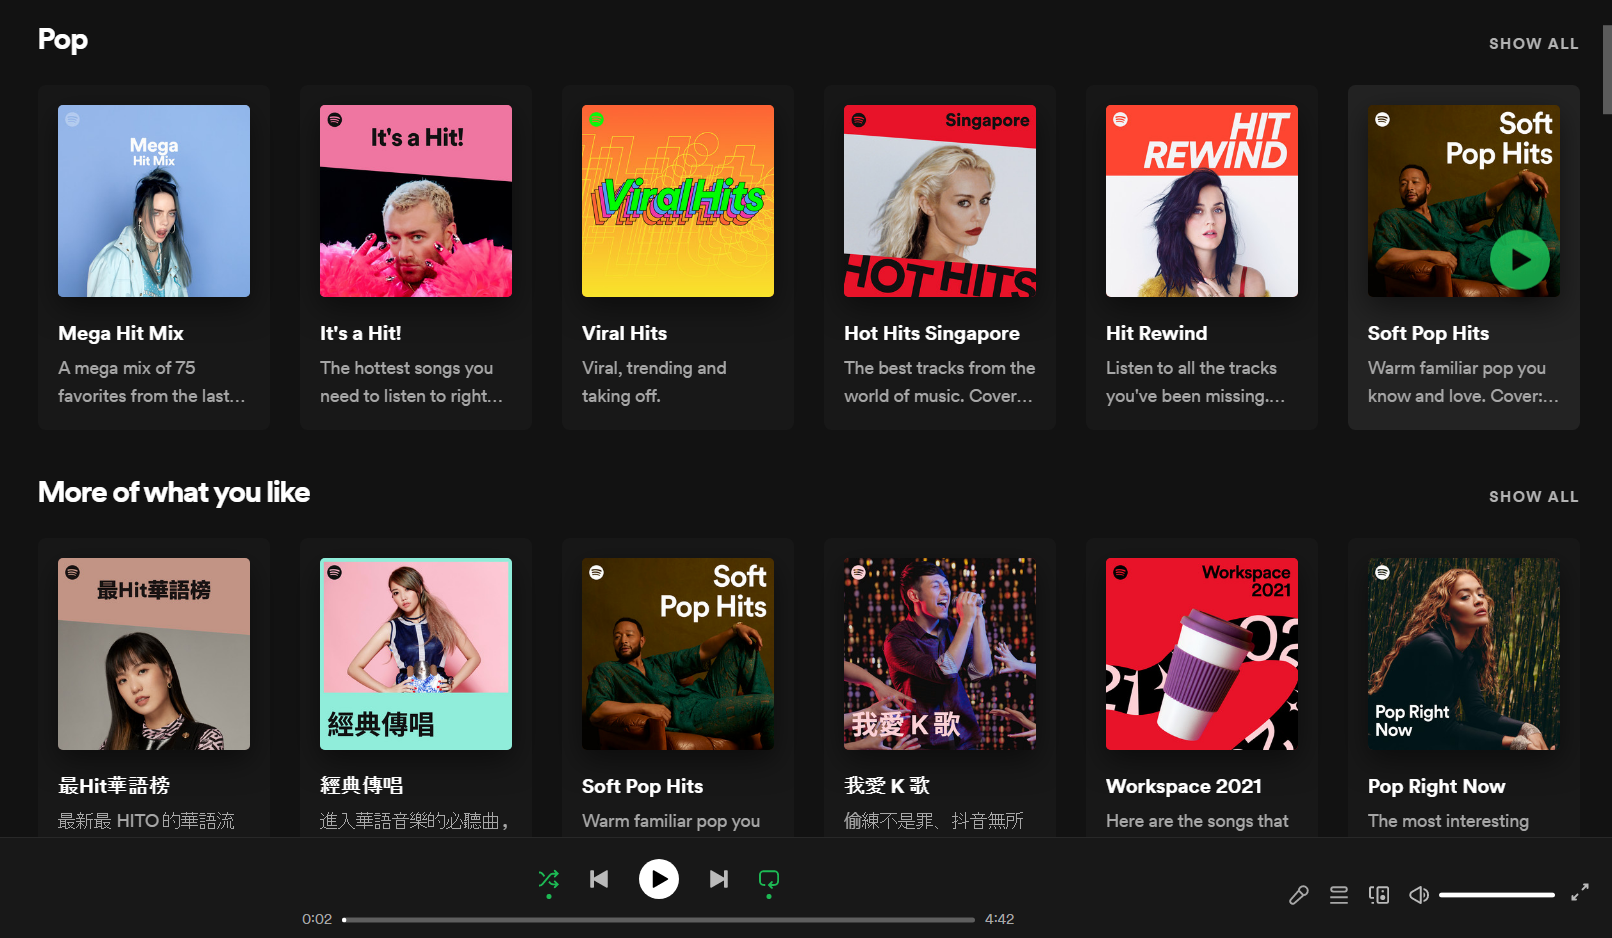 Pop
SHOW ALL
Mega
Hit Mix
It's a Hit!
Viral Hits
Singapore
HOT HITS
HIT
REWIND
Soft
Pop Hits
Mega Hit Mix
A mega mix of 75
favorites from the last...
It's a Hit!
The hottest songs you
need to listen to right...
Viral Hits
Viral, trending and
taking off.
Hot Hits Singapore
The best tracks from the
world of music. Cover...
Hit Rewind
Listen to all the tracks
you've been missing....
Soft Pop Hits
Warm familiar pop you
know and love. Cover:...
More of what you like
SHOW ALL
最Hit華語榜
經典傳唱
Soft
Pop Hits
我愛 K 歌
Workspace
2021
Pop Right
Now
最Hit華語榜
最新最 HITO 的華語流
經典傳唱
進入華語音樂的必聽曲，
Soft Pop Hits
Warm familiar pop you
我愛 K 歌
偷練不是罪、抖音無所
Workspace 2021
Here are the songs that
Pop Right Now
The most interesting
0:02
4:42